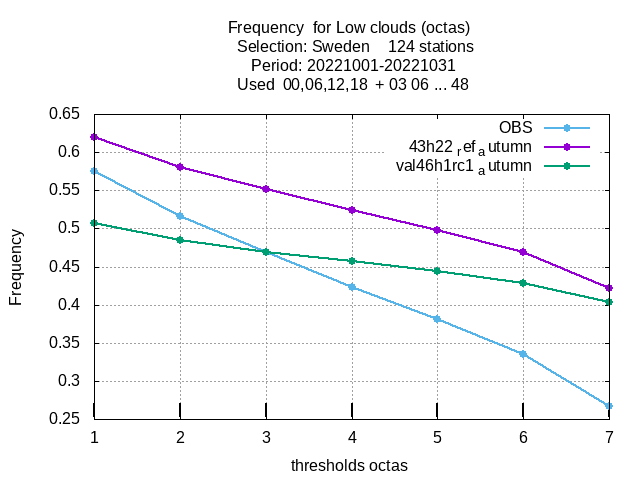 Frequency for Low clouds (octas)
Selection: Sweden 124 stations
Period: 20221001-20221031
Used 00,06,12,18 + 03 06 ... 48
OBS
43h22 ref autumn
val46h1rc1 autumn
0.65
0.6
0.55
0.5
0.45
0.4
0.35
0.3
0.25
Frequency
1 2 3 4 5 6 7
thresholds octas